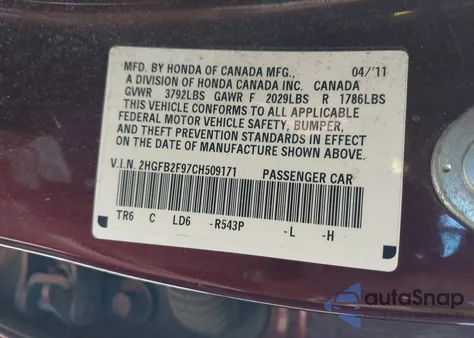 MFD. BY HONDA OF CANADA MFG., 04/'11
A DIVISION OF HONDA CANADA INC. CANADA
GVWR 3792LBS GAWR F 2029LBS R 1786LBS
THIS VEHICLE CONFORMS TO ALL APPLICABLE
FEDERAL MOTOR VEHICLE SAFETY, BUMPER,
AND THEFT PREVENTION STANDARDS IN EFFECT
ON THE DATE OF MANUFACTURE SHOWN ABOVE.
V.I.N. 2HGFB2F97CH509171 PASSENGER CAR
TR6 C LD6 -R543P -L -H
autoSnap